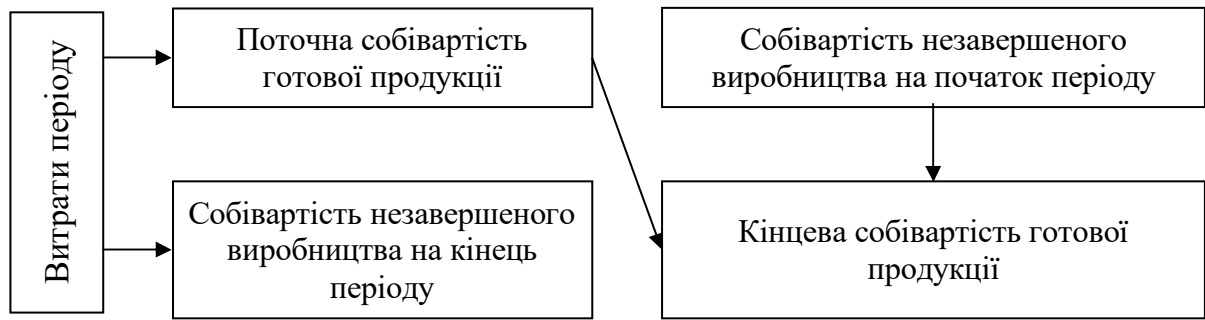 Витрати періоду
Поточна собівартість
готової продукції
Собівартість незавершеного
виробництва на початок періоду
Собівартість незавершеного
виробництва на кінець
періоду
Кінцева собівартість готової
продукції